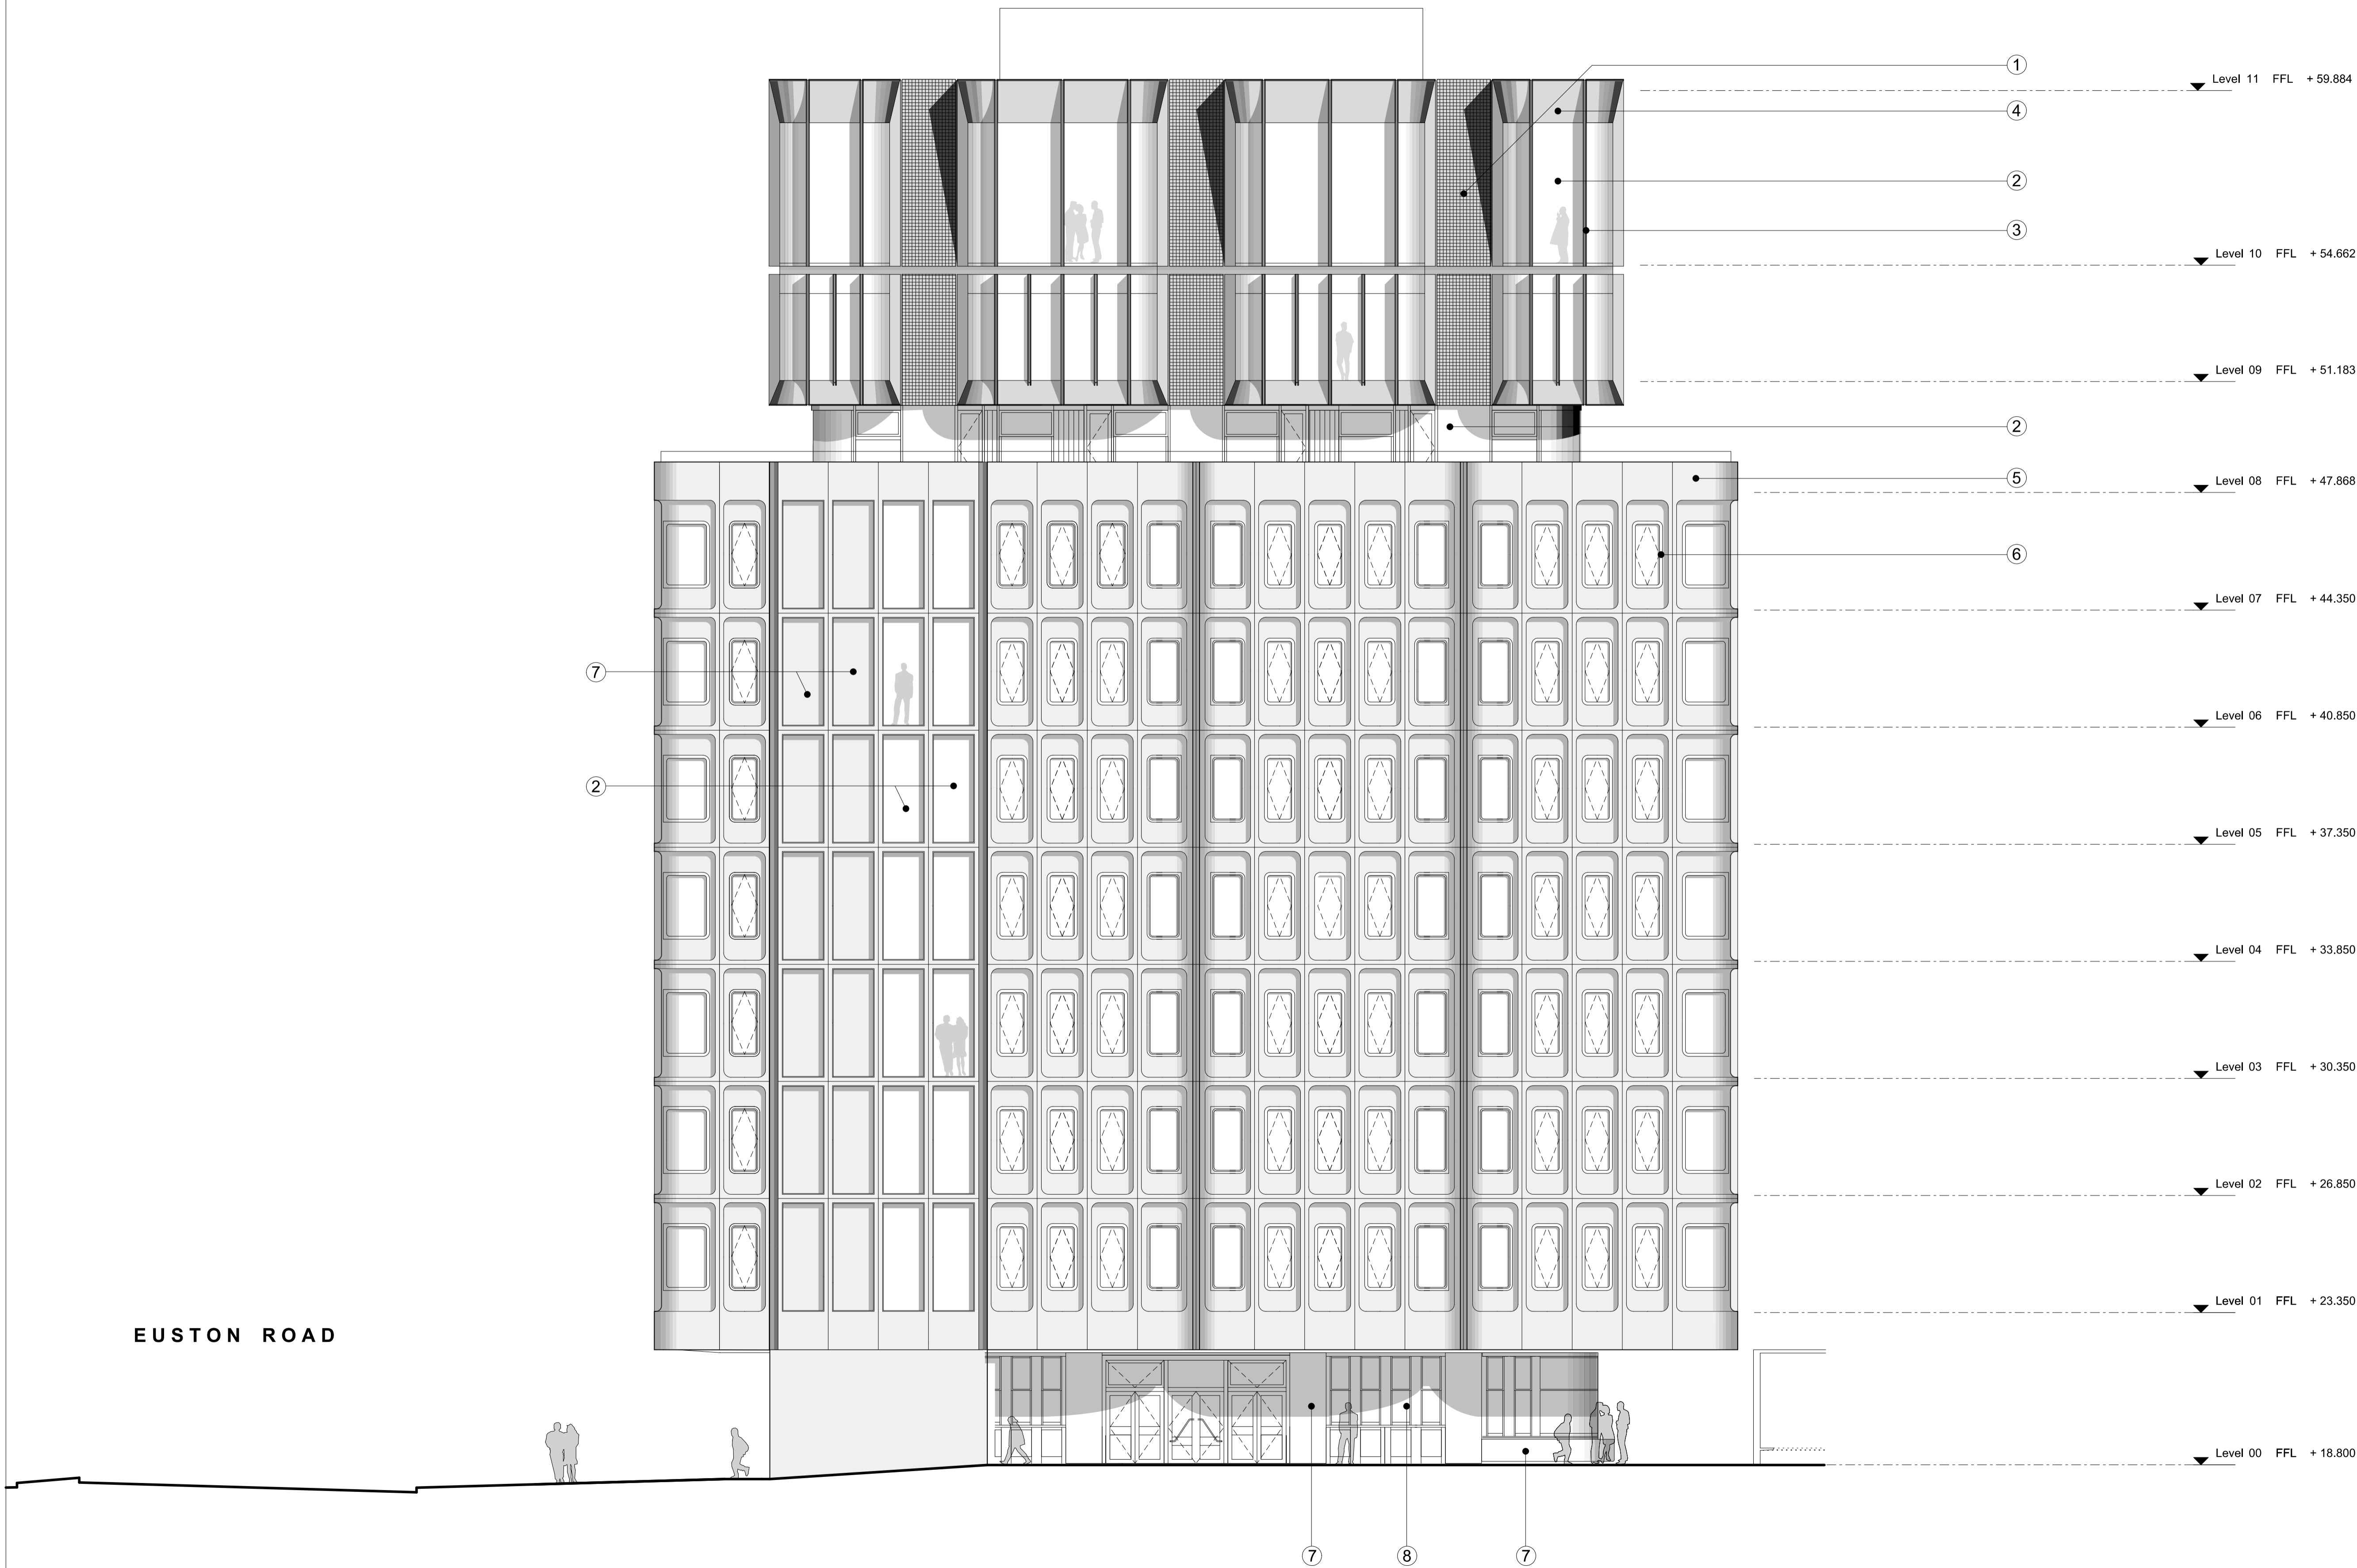 1
Level 11 FFL + 59.884
4
2
3
Level 10 FFL + 54.662
Level 09 FFL + 51.183
2
5
Level 08 FFL + 47.868
6
Level 07 FFL + 44.350
7
Level 06 FFL + 40.850
2
Level 05 FFL + 37.350
Level 04 FFL + 33.850
Level 03 FFL + 30.350
Level 02 FFL + 26.850
Level 01 FFL + 23.350
EUSTON ROAD
Level 00 FFL + 18.800
7 8 7